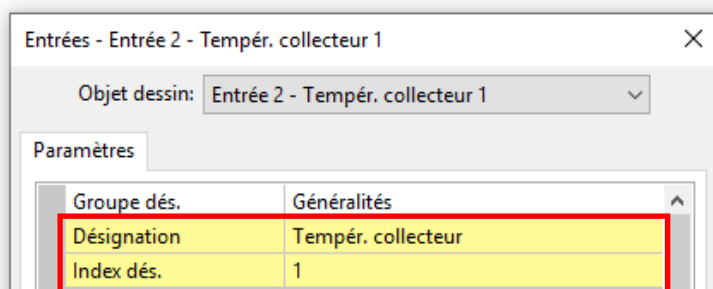 Entrées - Entrée 2 - Tempér. collecteur 1
Objet dessin: Entrée 2 - Tempér. collecteur 1
Paramètres
Groupe dés. Généralités
Désignation Tempér. collecteur
Index dés. 1